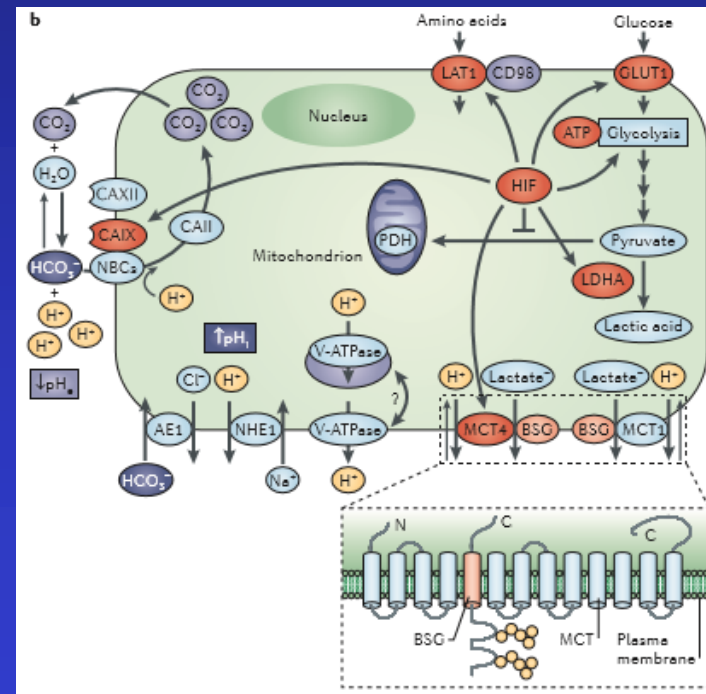 b
Amino acids
Glucose
LAT1
CD98
GLUT1
CO₂
CO₂
CO₂ CO₂
Nucleus
ATP
Glycolysis
+
H₂O
CAXII
HIF
CAIX
CAII
PDH
Pyruvate
HCO₃⁻
NBCs
Mitochondrion
LDHA
+
H⁺
H⁺
H⁺
H⁺
H⁺
Lactic acid
↑pHᵢ
V-ATPase
↓pHₑ
Cl⁻
H⁺
?
H⁺
Lactate⁻
Lactate⁻
H⁺
AE1
NHE1
V-ATPase
MCT4
BSG
BSG
MCT1
HCO₃⁻
Na⁺
H⁺
N
C
C
BSG
MCT
Plasma
membrane